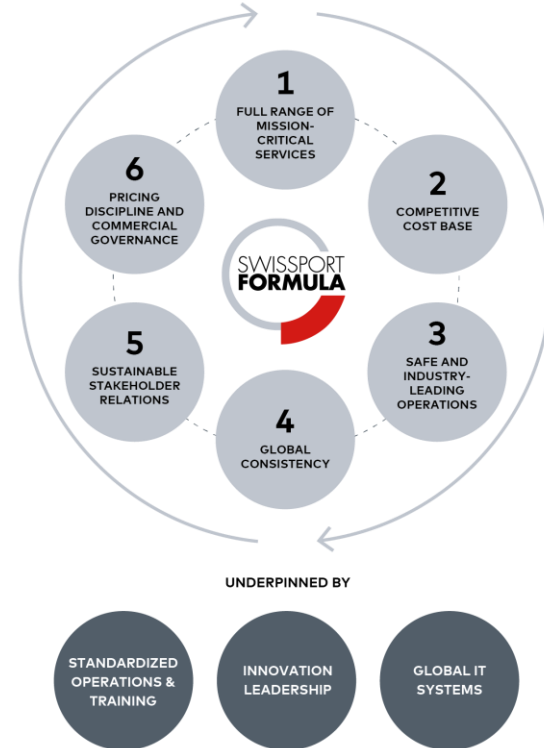 1
FULL RANGE OF
MISSION-
CRITICAL
SERVICES
2
COMPETITIVE
COST BASE
3
SAFE AND
INDUSTRY-
LEADING
OPERATIONS
4
GLOBAL
CONSISTENCY
5
SUSTAINABLE
STAKEHOLDER
RELATIONS
6
PRICING
DISCIPLINE AND
COMMERCIAL
GOVERNANCE
SWISSPORT
FORMULA
UNDERPINNED BY
STANDARDIZED
OPERATIONS &
TRAINING
INNOVATION
LEADERSHIP
GLOBAL IT
SYSTEMS